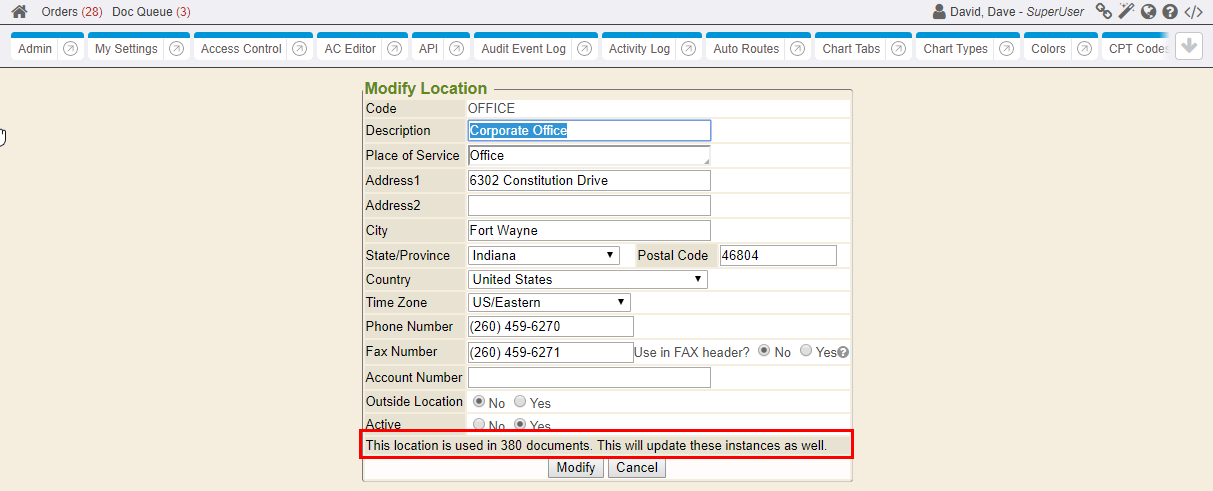 Orders (28) Doc Queue (3) David, Dave - SuperUser
Admin My Settings Access Control AC Editor API Audit Event Log Activity Log Auto Routes Chart Tabs Chart Types Colors CPT Codes
Modify Location
Code OFFICE
Description Corporate Office
Place of Service Office
Address1 6302 Constitution Drive
Address2
City Fort Wayne
State/Province Indiana Postal Code 46804
Country United States
Time Zone US/Eastern
Phone Number (260) 459-6270
Fax Number (260) 459-6271 Use in FAX header? No Yes
Account Number
Outside Location No Yes
Active No Yes
This location is used in 380 documents. This will update these instances as well.
Modify Cancel